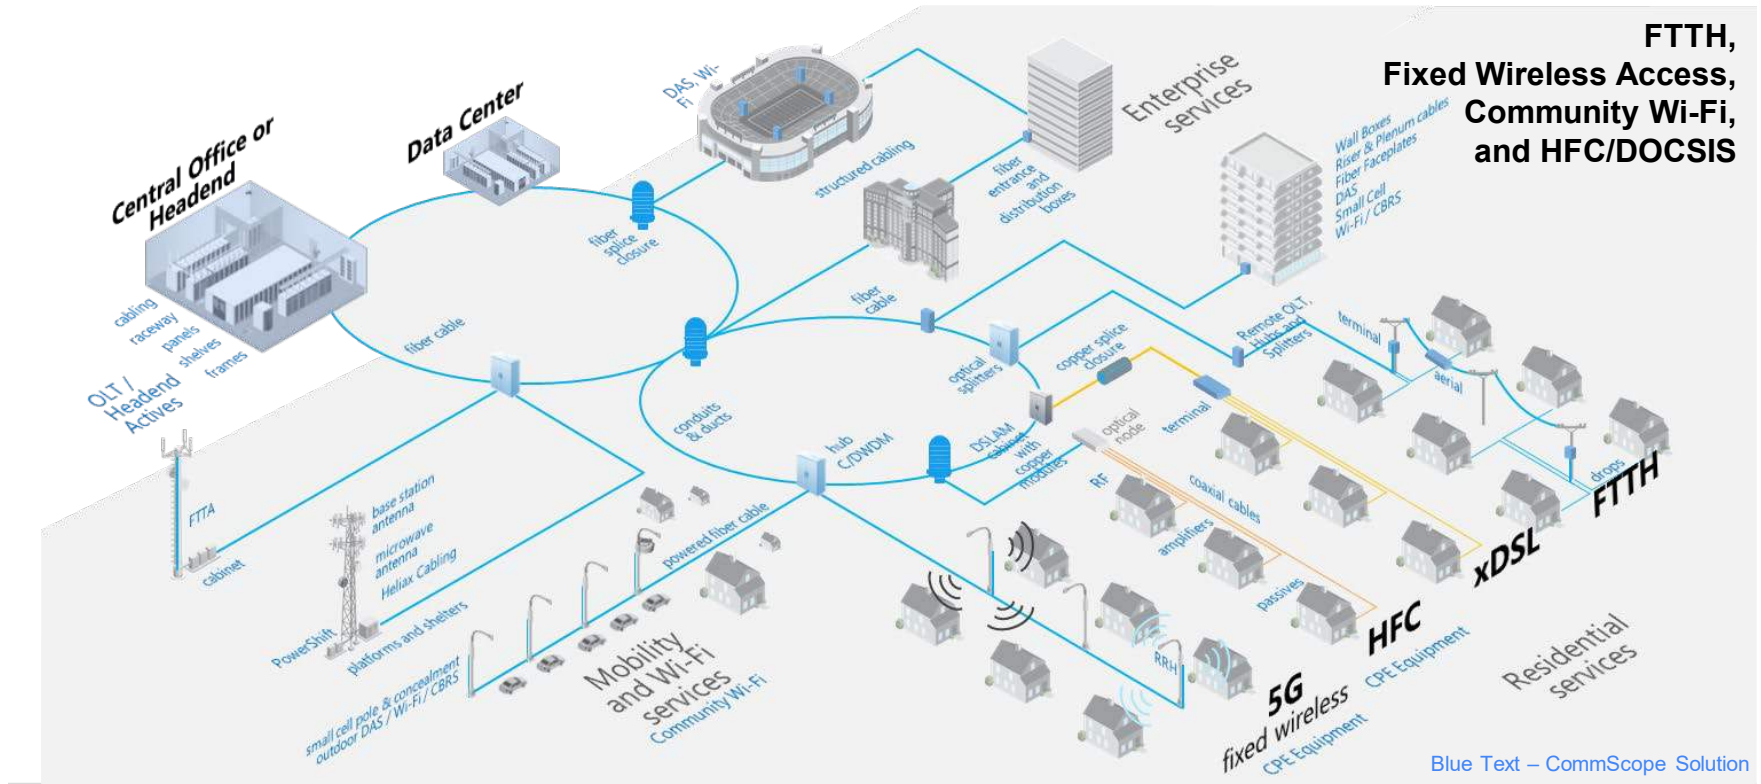 FTTH,
Fixed Wireless Access,
Community Wi-Fi,
and HFC/DOCSIS
Central Office or
Headend
Data Center
DAS, Wi-
Fi
Enterprise
services
structured cabling
fiber
entrance
and
distribution
boxes
Wall Boxes
Riser & Plenum cables
Fiber Faceplates
DAS
Small Cell
Wi-Fi / CBRS
cabling
raceway
panels
shelves
frames
OLT /
Headend
Actives
fiber cable
fiber
splice
closure
fiber
cable
optical
splitters
copper splice
closure
Remote OLT,
Hubs and
Splitters
terminal
aerial
drops
FTTH
terminal
xDSL
conduits
& ducts
hub
C/DWDM
DSLAM
cabinet
with
copper
modules
optical
node
RF
amplifiers
coaxial cables
passives
HFC
CPE Equipment
FTTA
cabinet
base station
antenna
microwave
antenna
Heliax Cabling
PowerShift
platforms and shelters
powered fiber cable
small cell pole & concealment
outdoor DAS / Wi-Fi / CBRS
Mobility
and Wi-Fi
services
Community Wi-Fi
RRH
5G
fixed wireless
CPE Equipment
Residential
services
Blue Text – CommScope Solution